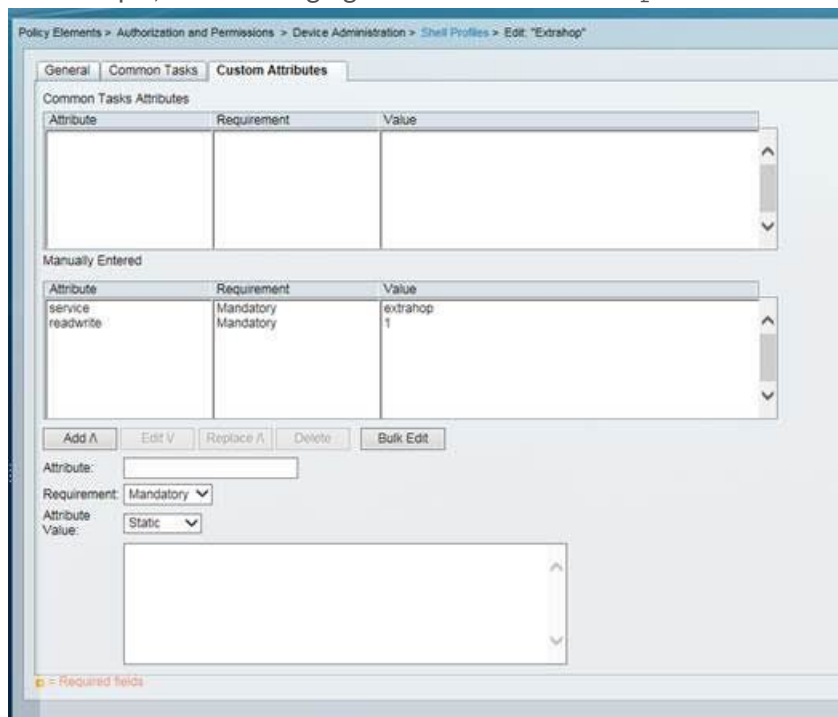 Policy Elements > Authorization and Permissions > Device Administration > Shell Profiles > Edit: "Extrahop"
General Common Tasks Custom Attributes
Common Tasks Attributes
Attribute Requirement Value
Manually Entered
Attribute Requirement Value
service Mandatory extrahop
readwrite Mandatory 1
Add /\ Edit \/ Replace /\ Delete Bulk Edit
Attribute:
Requirement: Mandatory
Attribute Value: Static
= Required fields